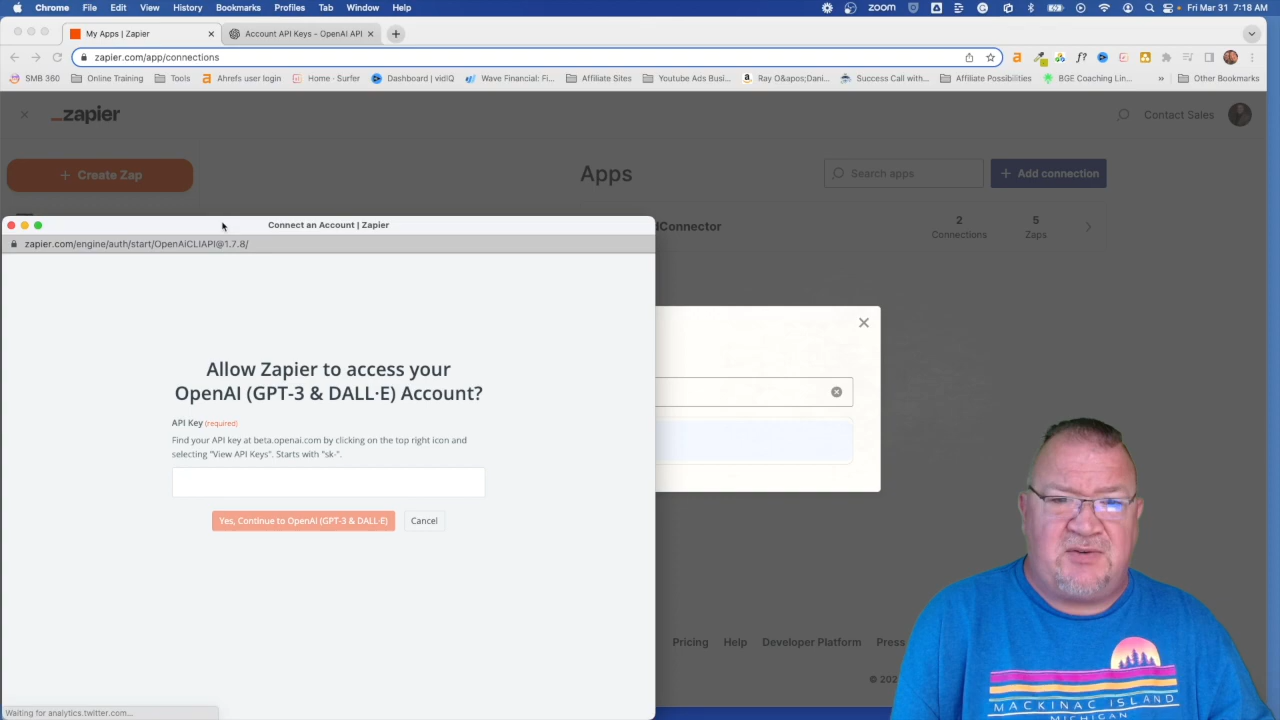 Chrome File Edit View History Bookmarks Profiles Tab Window Help
zoom Fri Mar 31 7:18 AM
My Apps | Zapier
Account API Keys - OpenAI API
zapier.com/app/connections
SMB 360 Online Training Tools Ahrefs user login Home · Surfer Dashboard | vidIQ Wave Financial: Fi... Affiliate Sites Youtube Ads Busi... Ray O&apos;Dani... Success Call with... Affiliate Possibilities BGE Coaching Lin... » Other Bookmarks
_zapier
Contact Sales
+ Create Zap
Apps
Search apps
+ Add connection
dConnector
2
Connections
5
Zaps
Connect an Account | Zapier
zapier.com/engine/auth/start/OpenAICLIAPI@1.7.8/
Allow Zapier to access your
OpenAI (GPT-3 & DALL·E) Account?
API Key (required)
Find your API key at beta.openai.com by clicking on the top right icon and
selecting "View API Keys". Starts with "sk-".
Yes, Continue to OpenAI (GPT-3 & DALL·E)
Cancel
Pricing Help Developer Platform Press
© 202
MACKINAC ISLAND
MICHIGAN
Waiting for analytics.twitter.com...